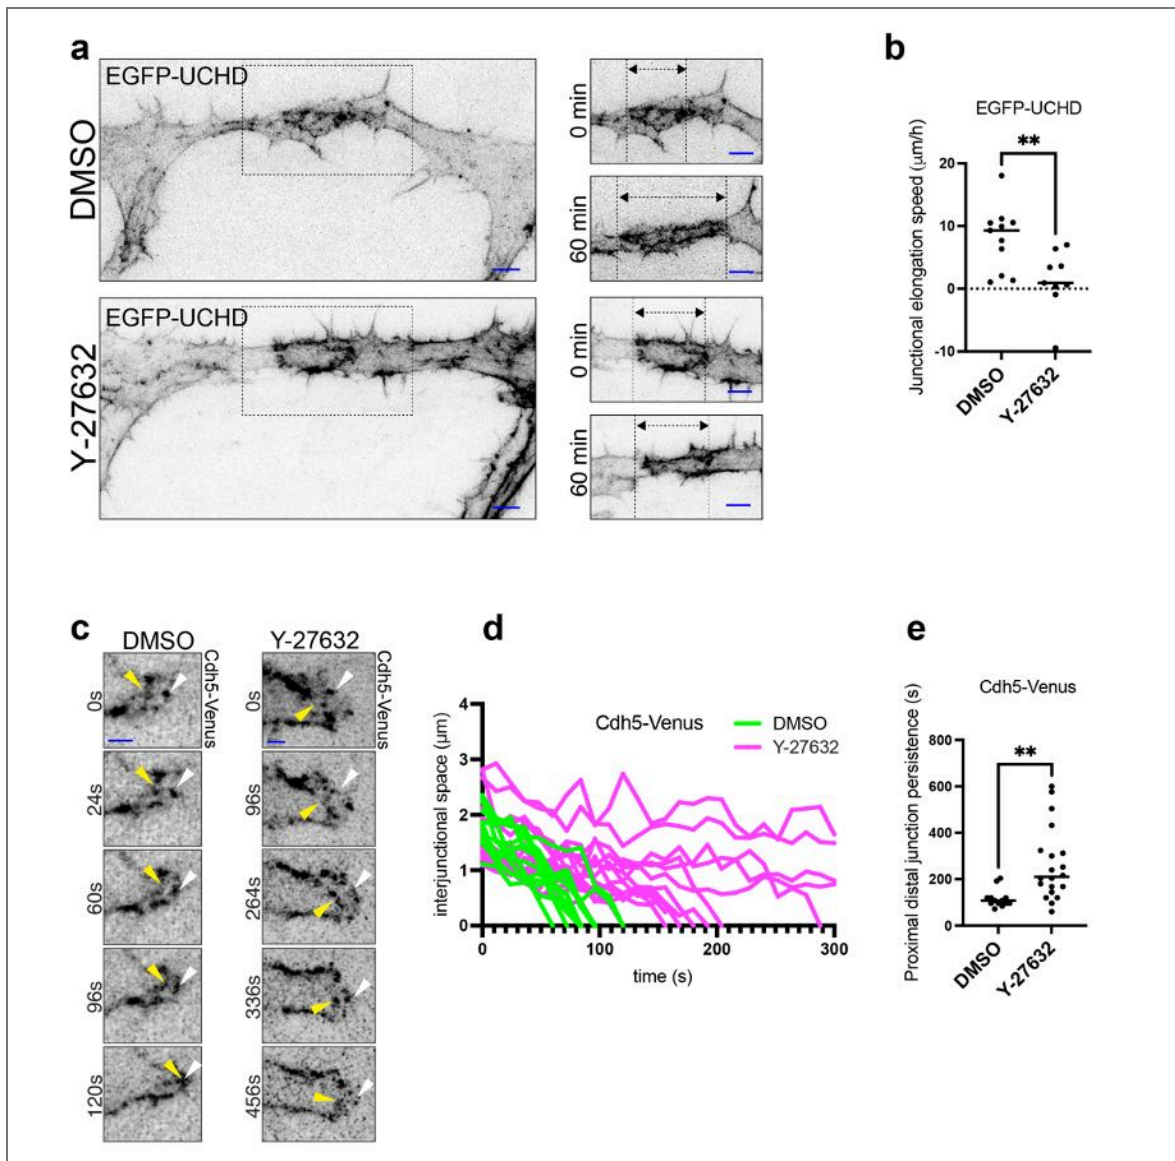 a
EGFP-UCHD
DMSO
0 min
60 min
EGFP-UCHD
Y-27632
0 min
60 min
b
EGFP-UCHD
**
Junctional elongation speed (μm/h)
20
10
0
-10
DMSO
Y-27632
c
DMSO
Y-27632
Cdh5-Venus
Cdh5-Venus
0s
24s
60s
96s
120s
0s
96s
264s
336s
456s
d
Cdh5-Venus
DMSO
Y-27632
interjunctional space (μm)
4
3
2
1
0
0
100
200
300
time (s)
e
Cdh5-Venus
**
Proximal distal junction persistence (s)
800
600
400
200
0
DMSO
Y-27632